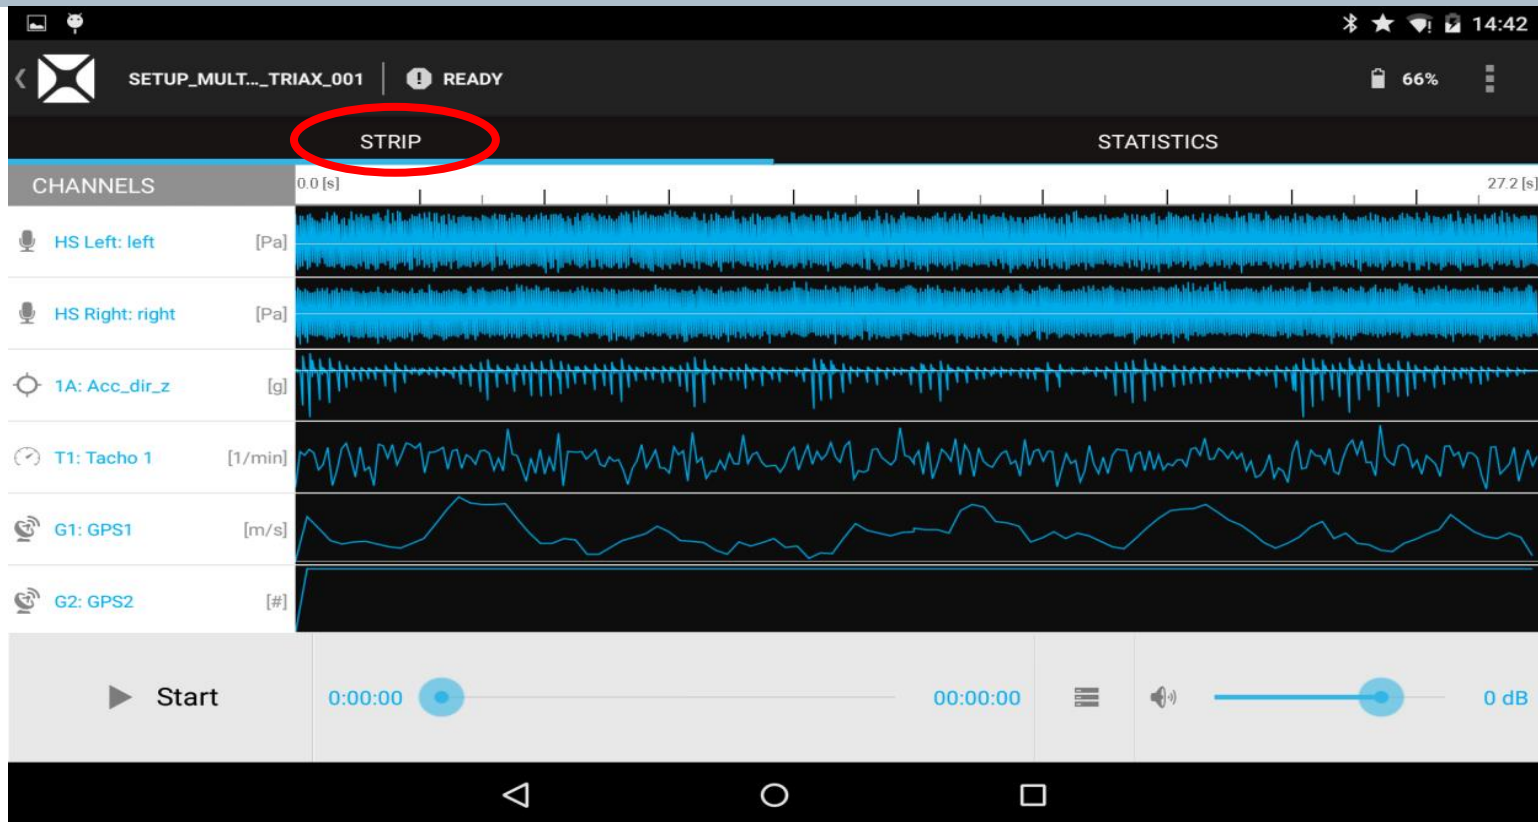 14:42
SETUP_MULT..._TRIAX_001 READY 66%
STRIP STATISTICS
CHANNELS 0.0 [s] 27.2 [s]
HS Left: left [Pa]
HS Right: right [Pa]
1A: Acc_dir_z [g]
T1: Tacho 1 [1/min]
G1: GPS1 [m/s]
G2: GPS2 [#]
Start 0:00:00 00:00:00 0 dB